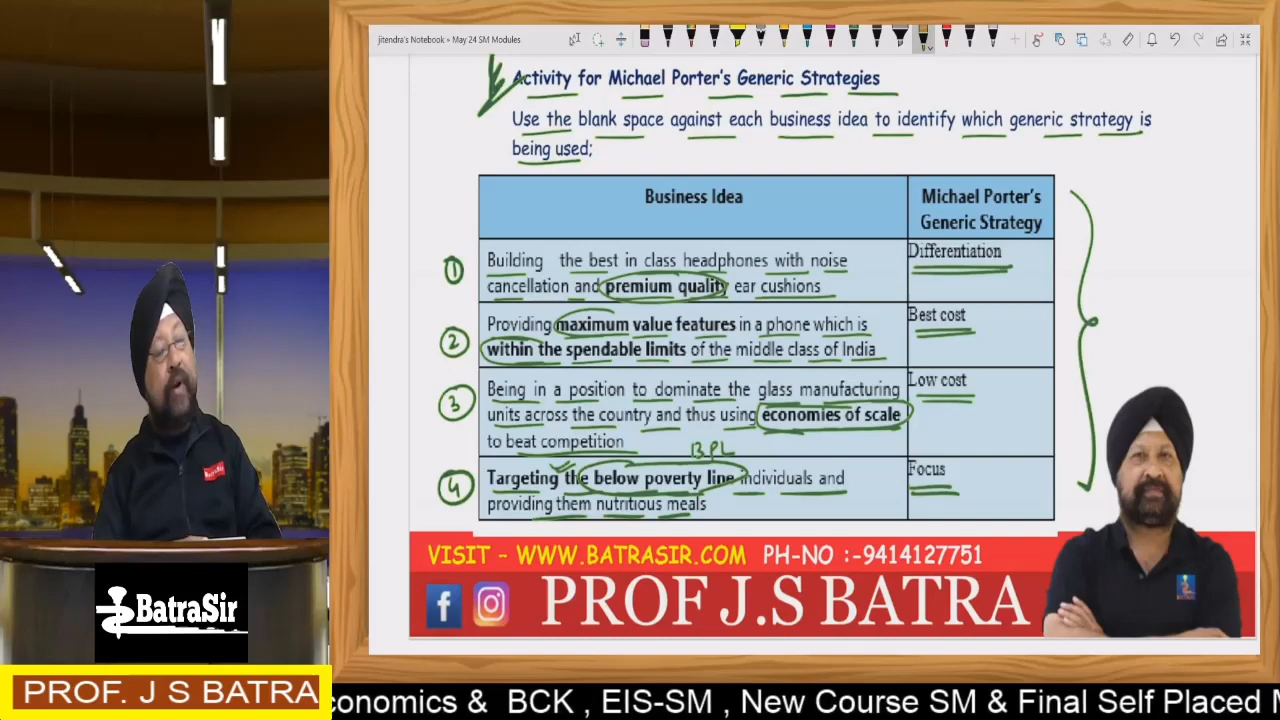 jitendra's Notebook » May 24 SM Modules
Activity for Michael Porter's Generic Strategies
Use the blank space against each business idea to identify which generic strategy is
being used;
Business Idea
Michael Porter's
Generic Strategy
1
Building the best in class headphones with noise
cancellation and premium quality ear cushions
Differentiation
2
Providing maximum value features in a phone which is
within the spendable limits of the middle class of India
Best cost
3
Being in a position to dominate the glass manufacturing
units across the country and thus using economies of scale
to beat competition
Low cost
BPL
4
Targeting the below poverty line individuals and
providing them nutritious meals
Focus
VISIT - WWW.BATRASIR.COM PH-NO :-9414127751
PROF J.S BATRA
BatraSir
BatraSir
PROF. J S BATRA
conomics & BCK , EIS-SM , New Course SM & Final Self Placed M